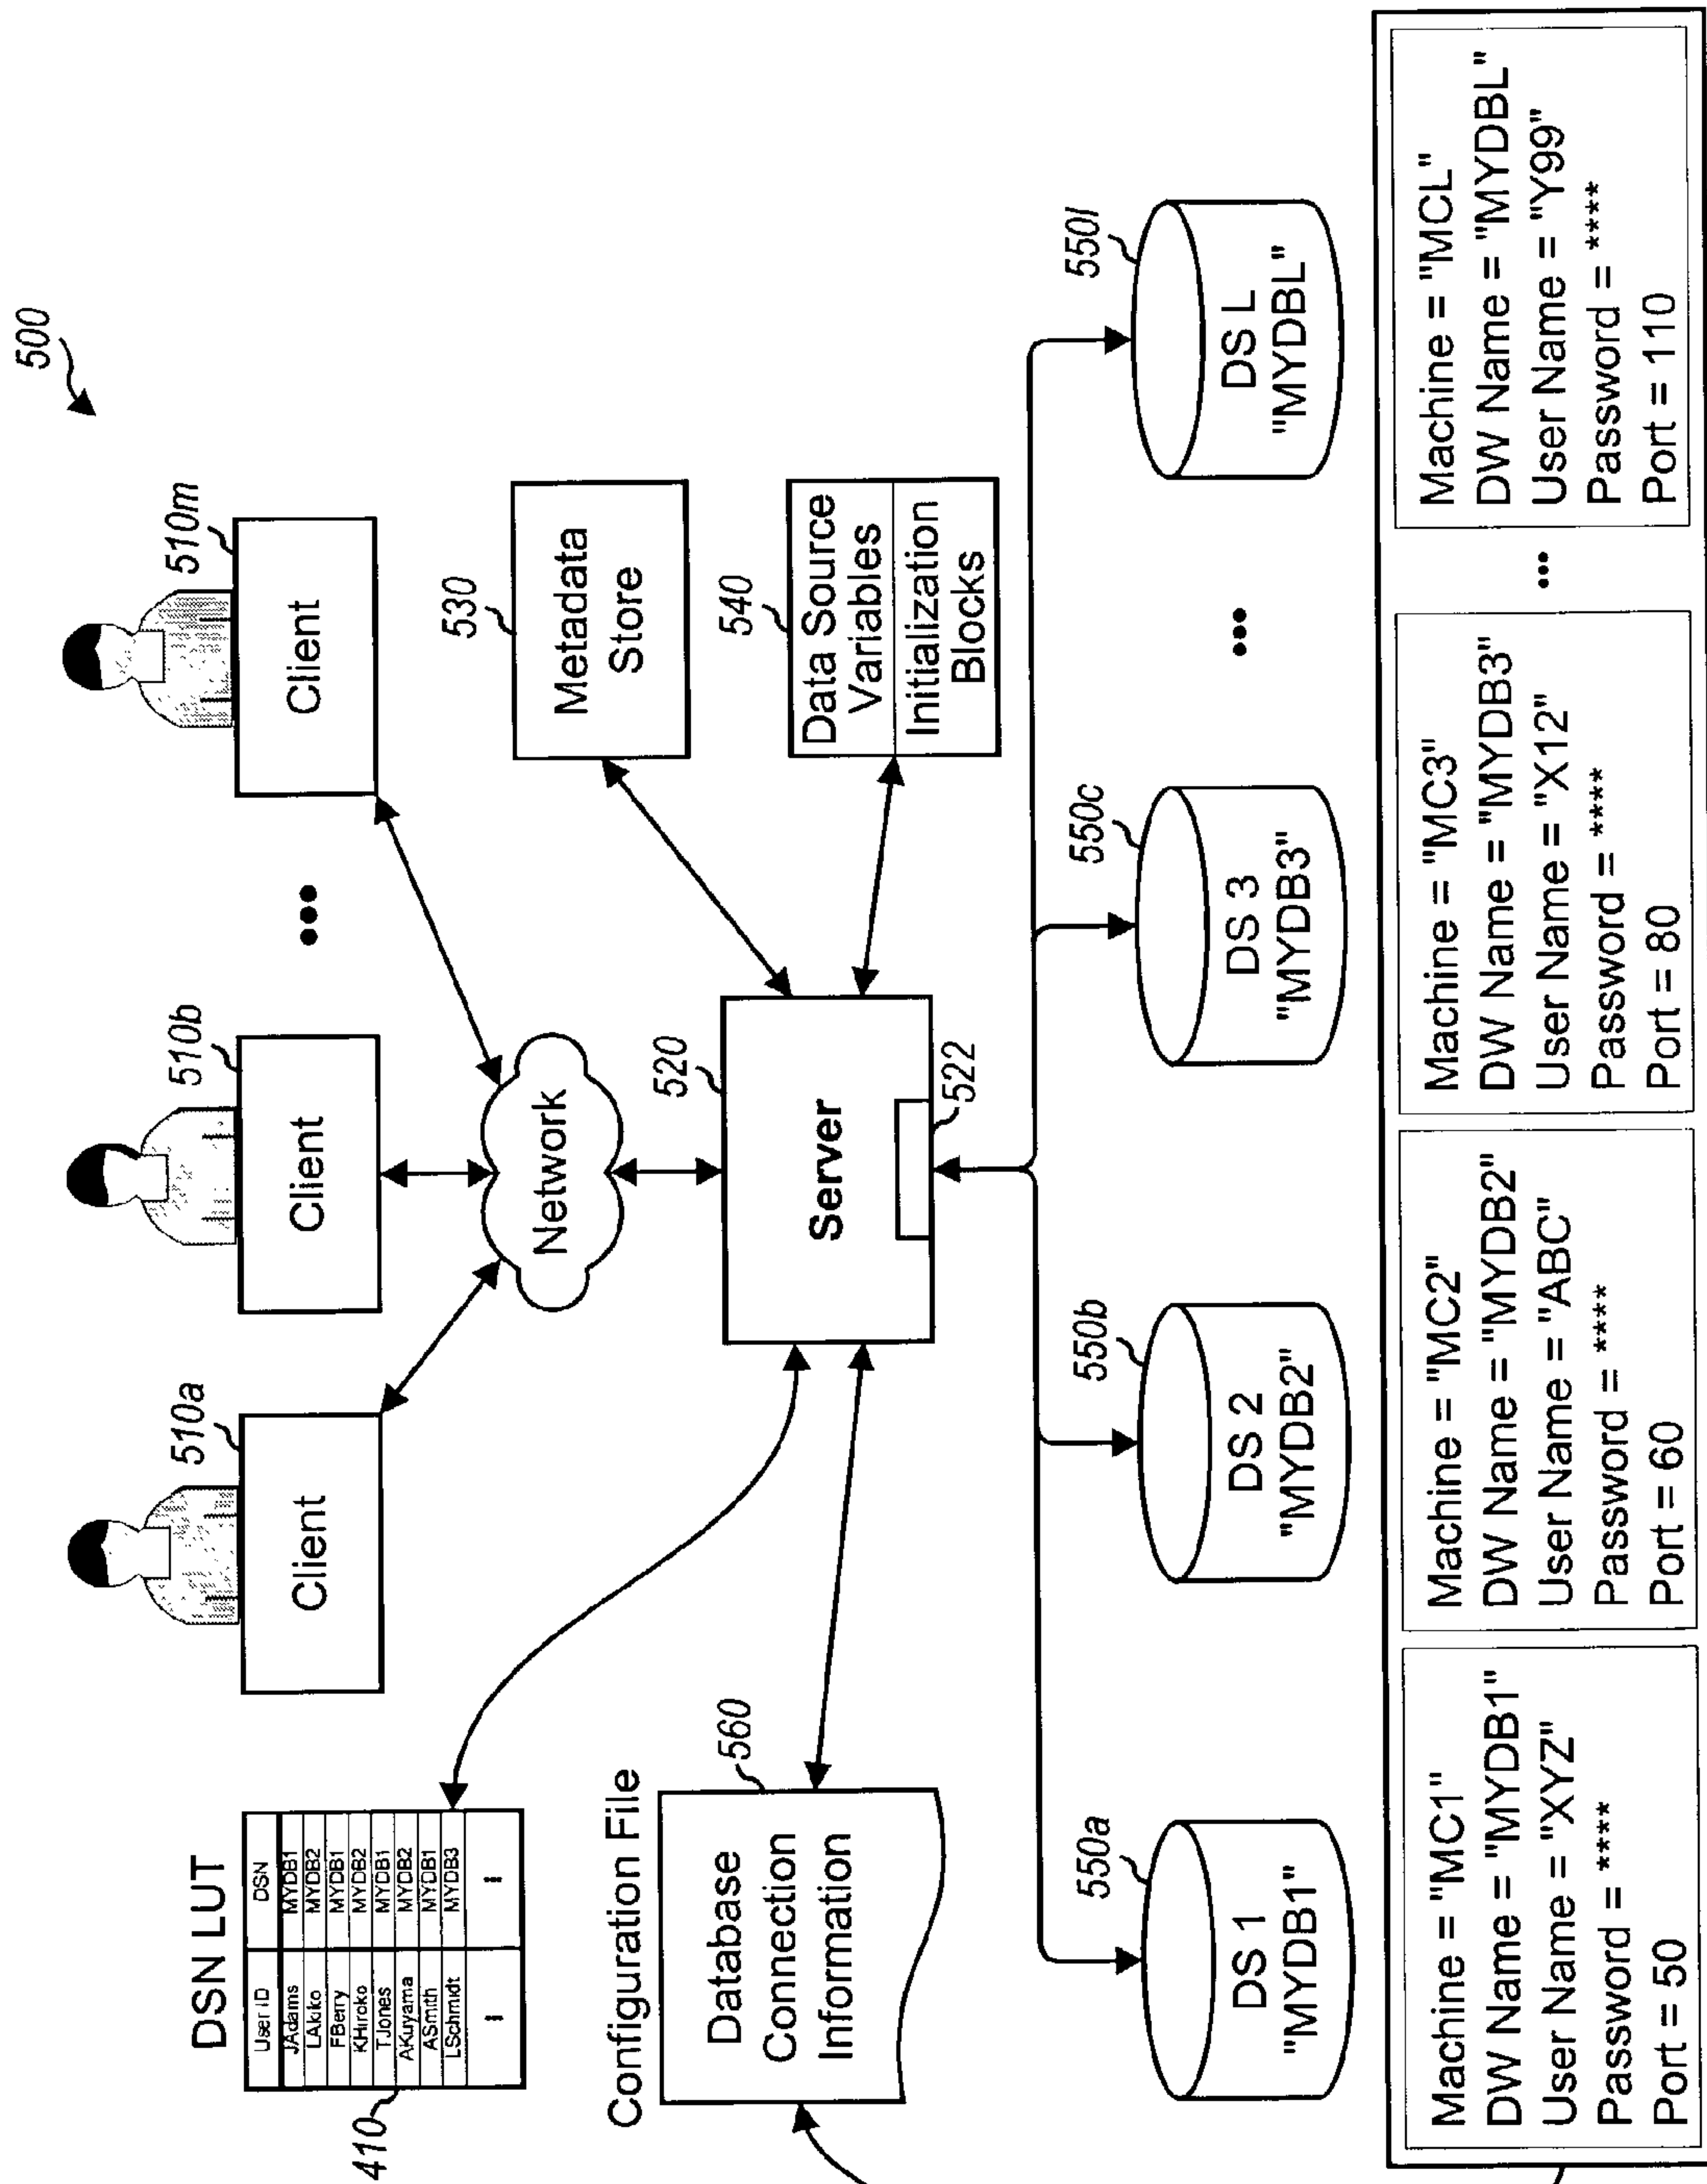 500
510a
Client
510b
Client
•••
510m
Client
DSN LUT
User ID DSN
JAdams MYDB1
LAkiko MYDB2
FBerry MYDB1
KHiroko MYDB2
TJones MYDB1
AKuyama MYDB2
ASmith MYDB1
LSchmidt MYDB3
410
Network
530
Metadata
Store
Configuration File
560
Database
Connection
Information
520
Server
522
540
Data Source
Variables
Initialization
Blocks
550a
DS 1
"MYDB1"
550b
DS 2
"MYDB2"
550c
DS 3
"MYDB3"
•••
550l
DS L
"MYDBL"
Machine = "MC1"
DW Name = "MYDB1"
User Name = "XYZ"
Password = ****
Port = 50
Machine = "MC2"
DW Name = "MYDB2"
User Name = "ABC"
Password = ****
Port = 60
Machine = "MC3"
DW Name = "MYDB3"
User Name = "X12"
Password = ****
Port = 80
•••
Machine = "MCL"
DW Name = "MYDBL"
User Name = "Y99"
Password = ****
Port = 110